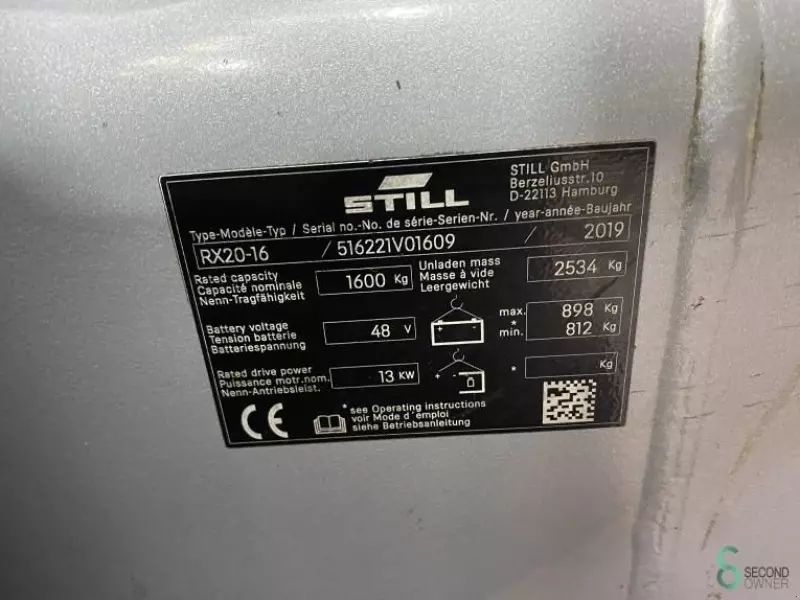 STILL
STILL GmbH
Berzeliusstr.10
D-22113 Hamburg
Type-Modèle-Typ / Serial no.-No. de série-Serien-Nr. / year-année-Baujahr
RX20-16 / 516221V01609 / 2019
Rated capacity
Capacité nominale
Nenn-Tragfähigkeit
1600 Kg
Unladen mass
Masse à vide
Leergewicht
2534 Kg
Battery voltage
Tension batterie
Batteriespannung
48 V
+ -
max. 898 Kg
*
min. 812 Kg
Rated drive power
Puissance motr.nom.
Nenn-Antriebsleist.
13 KW
+ -
* Kg
CE
* see Operating instructions
voir Mode d'emploi
siehe Betriebsanleitung
SECOND
OWNER